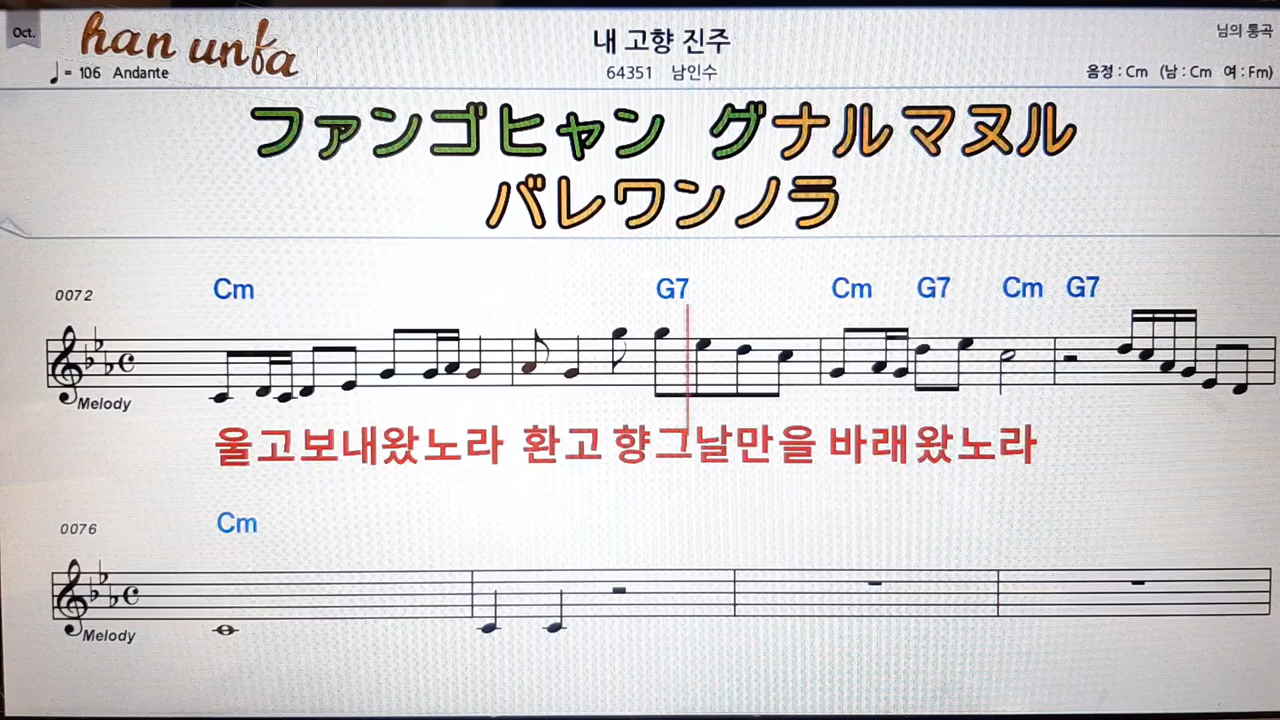 Oct.
han unfa
내 고향 진주
님의 통곡
♩ = 106 Andante
64351 남인수
음정 : Cm (남 : Cm 여 : Fm)
ファンゴヒャン グナルマヌル
バレワンノラ
0072 Cm G7 Cm G7 Cm G7
Melody
울고보내왔노라 환고향그날만을 바래왔노라
0076 Cm
Melody